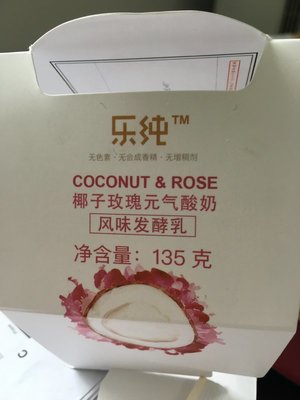 乐纯™
无色素·无合成香精·无增稠剂
COCONUT & ROSE
椰子玫瑰元气酸奶
风味发酵乳
净含量：135 克